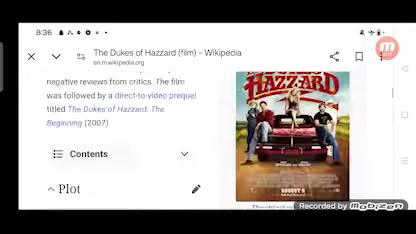 8:36
The Dukes of Hazzard (film) - Wikipedia
en.m.wikipedia.org
negative reviews from critics. The film
was followed by a direct-to-video prequel
titled The Dukes of Hazzard: The
Beginning (2007)
Contents
Plot
HAZZARD
AUGUST 5
Recorded by MOBIZEN